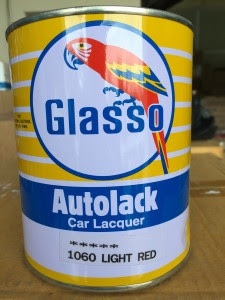 Glasso
Autolack
Car Lacquer
*****
1060 LIGHT RED